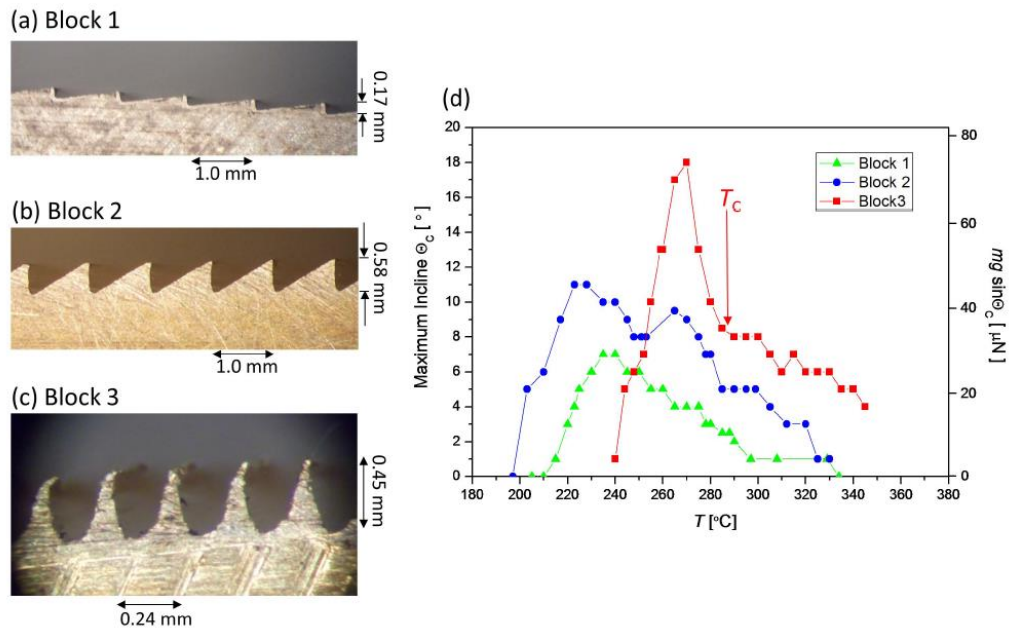 (a) Block 1
0.17 mm
1.0 mm
(b) Block 2
0.58 mm
1.0 mm
(c) Block 3
0.45 mm
0.24 mm
(d)
20
18
16
14
12
10
8
6
4
2
0
Maximum Incline Θc [ ° ]
180 200 220 240 260 280 300 320 340 360 380
T [°C]
80
60
40
20
0
mg sinΘc [ μN ]
Block 1
Block 2
Block3
Tc